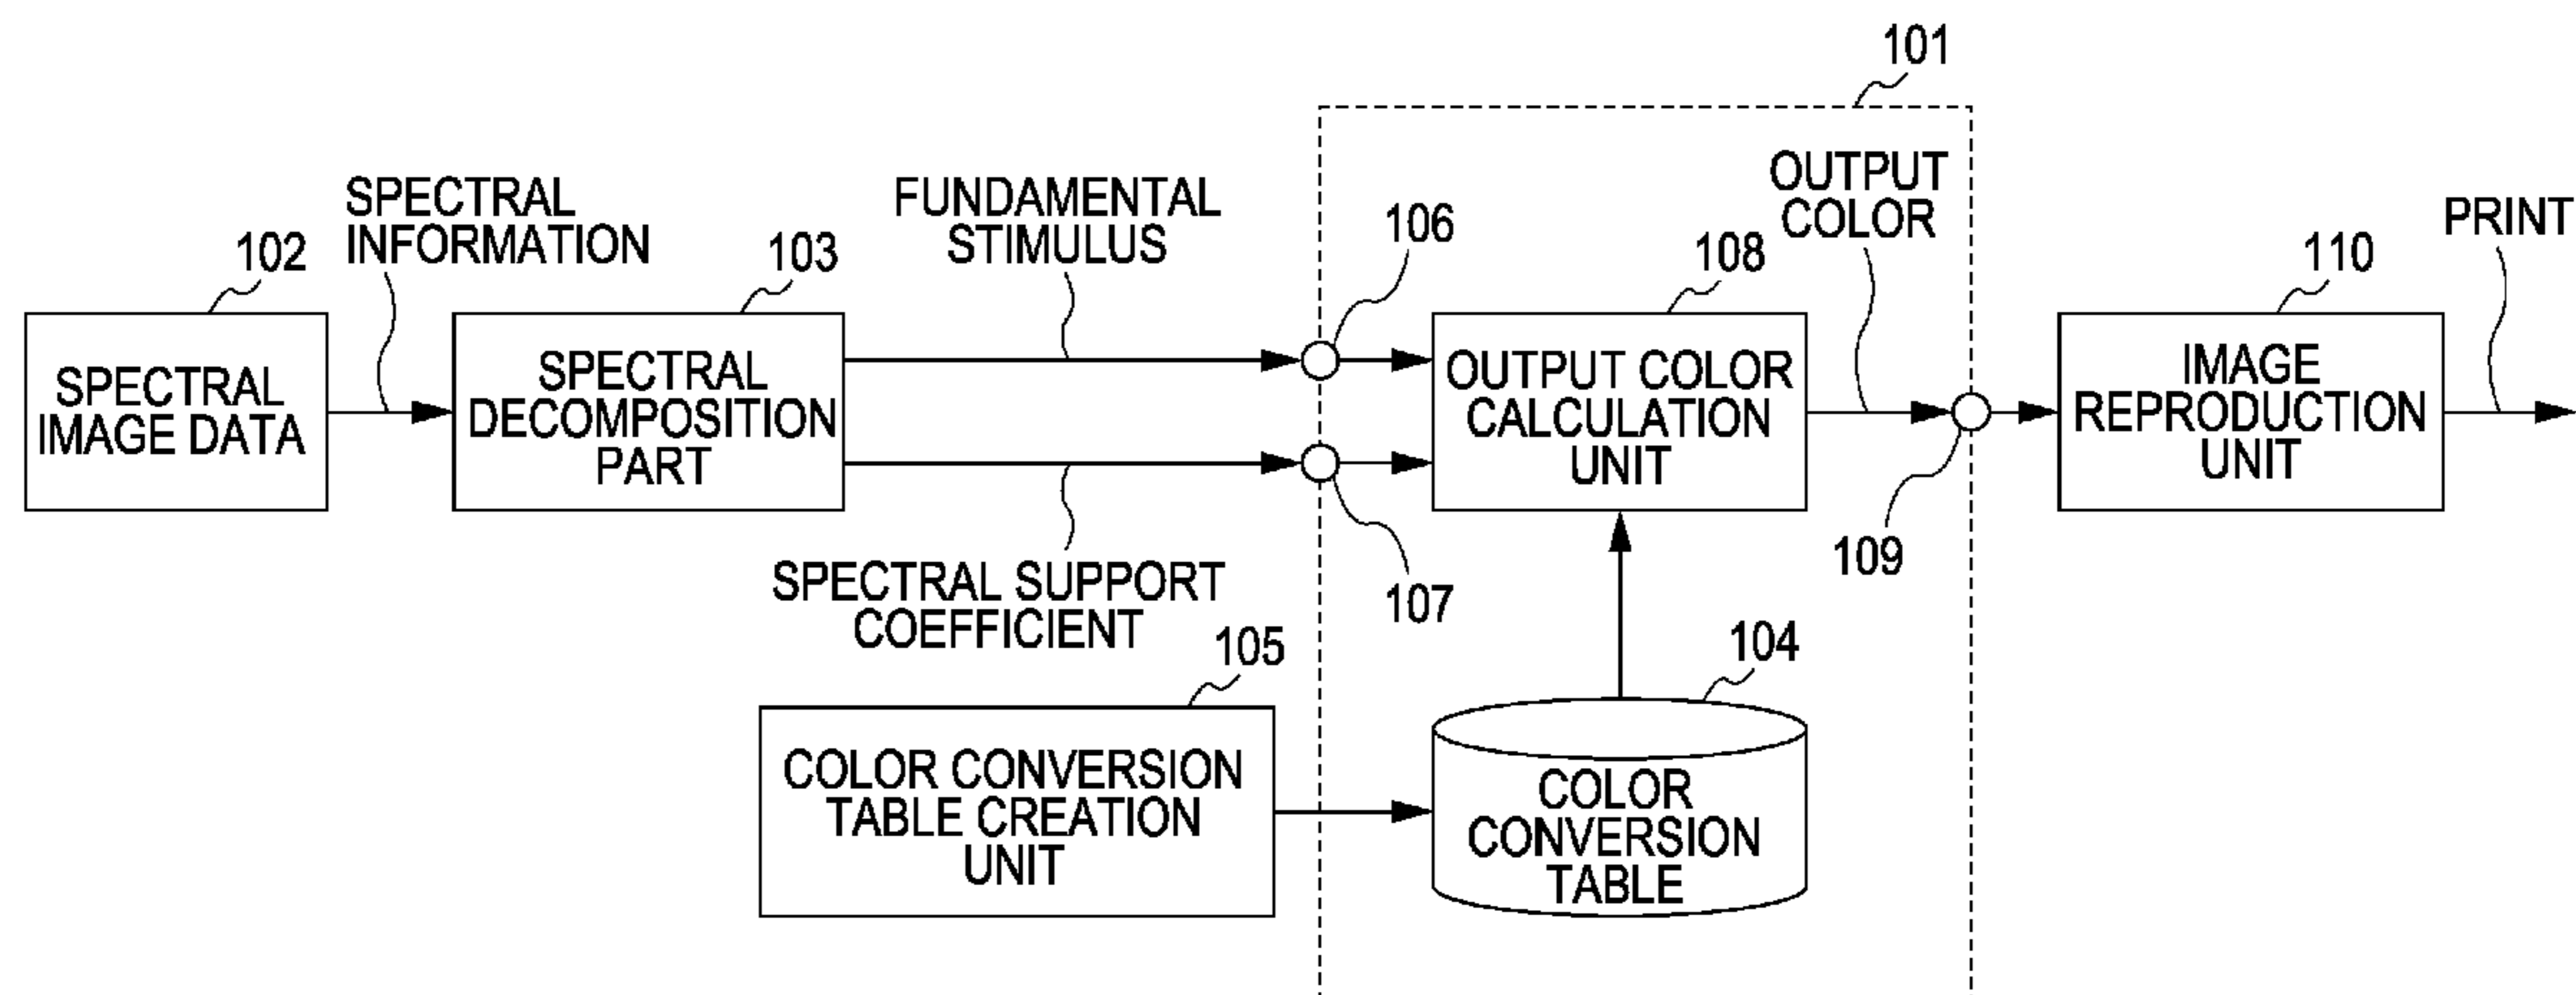 101
SPECTRAL
INFORMATION
FUNDAMENTAL
STIMULUS
OUTPUT
COLOR
PRINT
102
103
106
108
110
SPECTRAL
IMAGE DATA
SPECTRAL
DECOMPOSITION
PART
OUTPUT COLOR
CALCULATION
UNIT
IMAGE
REPRODUCTION
UNIT
109
SPECTRAL SUPPORT
COEFFICIENT
107
105
104
COLOR CONVERSION
TABLE CREATION
UNIT
COLOR
CONVERSION
TABLE